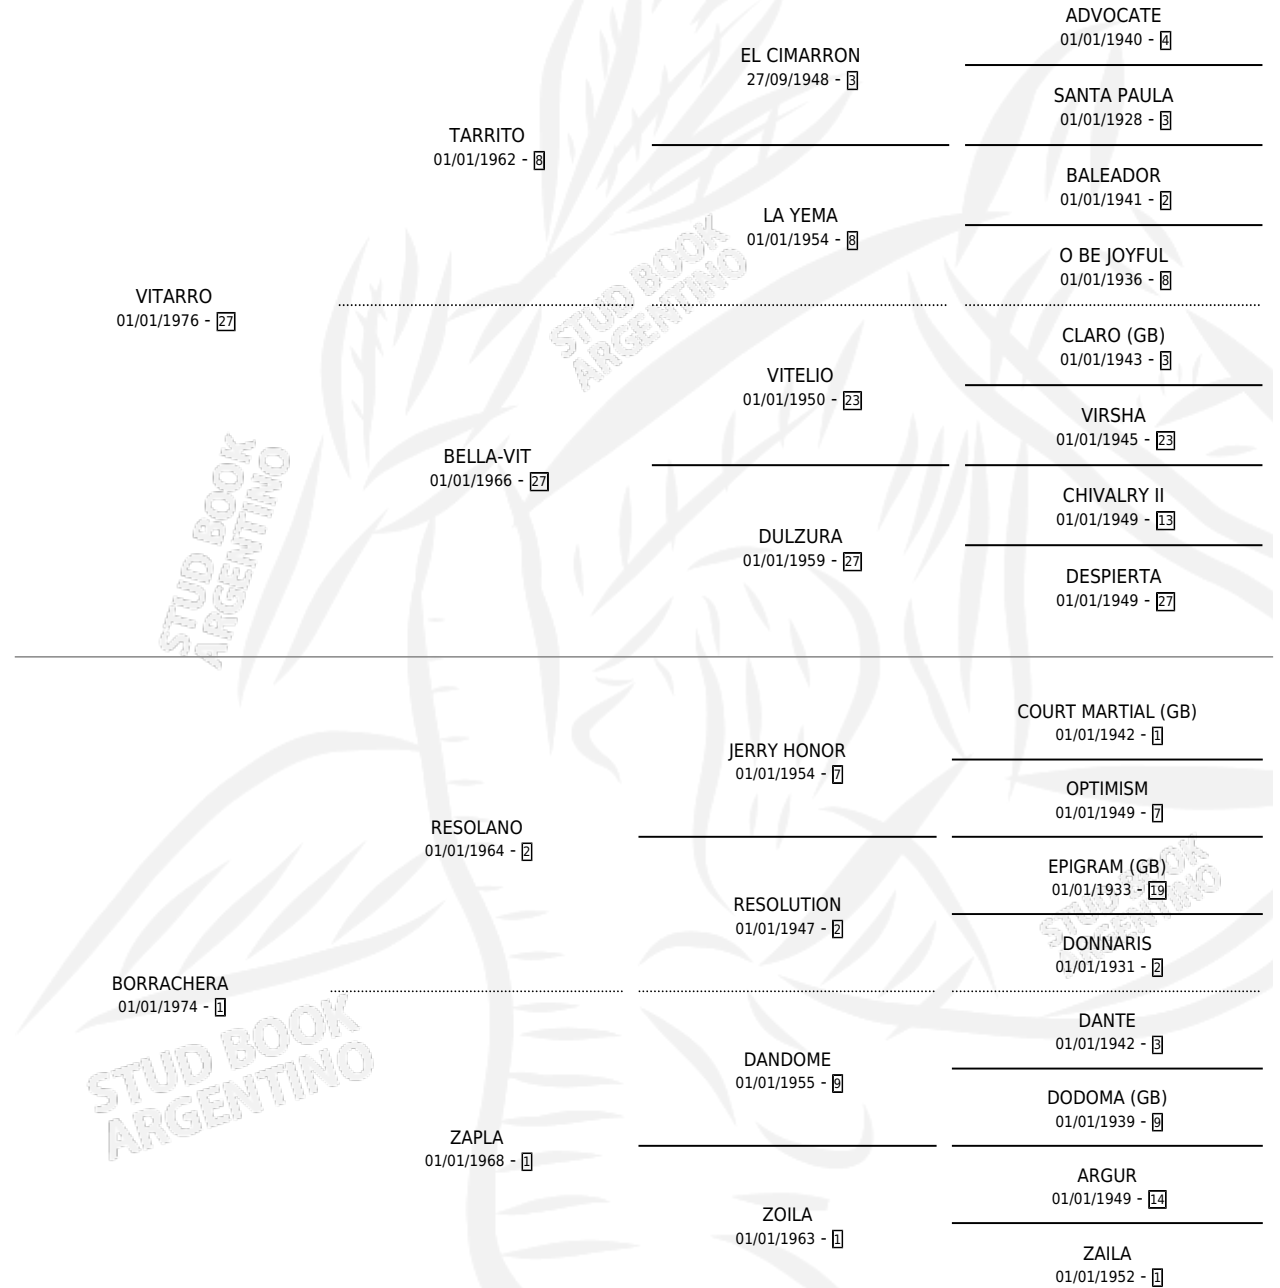 ADVOCATE
01/01/1940 - 4
EL CIMARRON
27/09/1948 - 3
SANTA PAULA
01/01/1928 - 3
TARRITO
01/01/1962 - 8
BALEADOR
01/01/1941 - 2
LA YEMA
01/01/1954 - 8
O BE JOYFUL
01/01/1936 - 8
VITARRO
01/01/1976 - 27
CLARO (GB)
01/01/1943 - 3
VITELIO
01/01/1950 - 23
VIRSHA
01/01/1945 - 23
BELLA-VIT
01/01/1966 - 27
CHIVALRY II
01/01/1949 - 13
DULZURA
01/01/1959 - 27
DESPIERTA
01/01/1949 - 27
COURT MARTIAL (GB)
01/01/1942 - 1
JERRY HONOR
01/01/1954 - 7
OPTIMISM
01/01/1949 - 7
RESOLANO
01/01/1964 - 2
EPIGRAM (GB)
01/01/1933 - 19
RESOLUTION
01/01/1947 - 2
DONNARIS
01/01/1931 - 2
BORRACHERA
01/01/1974 - 1
DANTE
01/01/1942 - 3
DANDOME
01/01/1955 - 9
DODOMA (GB)
01/01/1939 - 9
ZAPLA
01/01/1968 - 1
ARGUR
01/01/1949 - 14
ZOILA
01/01/1963 - 1
ZAILA
01/01/1952 - 1
STUD BOOK
ARGENTINO
STUD BOOK
ARGENTINO
STUD BOOK
ARGENTINO
STUD BOOK
ARGENTINO